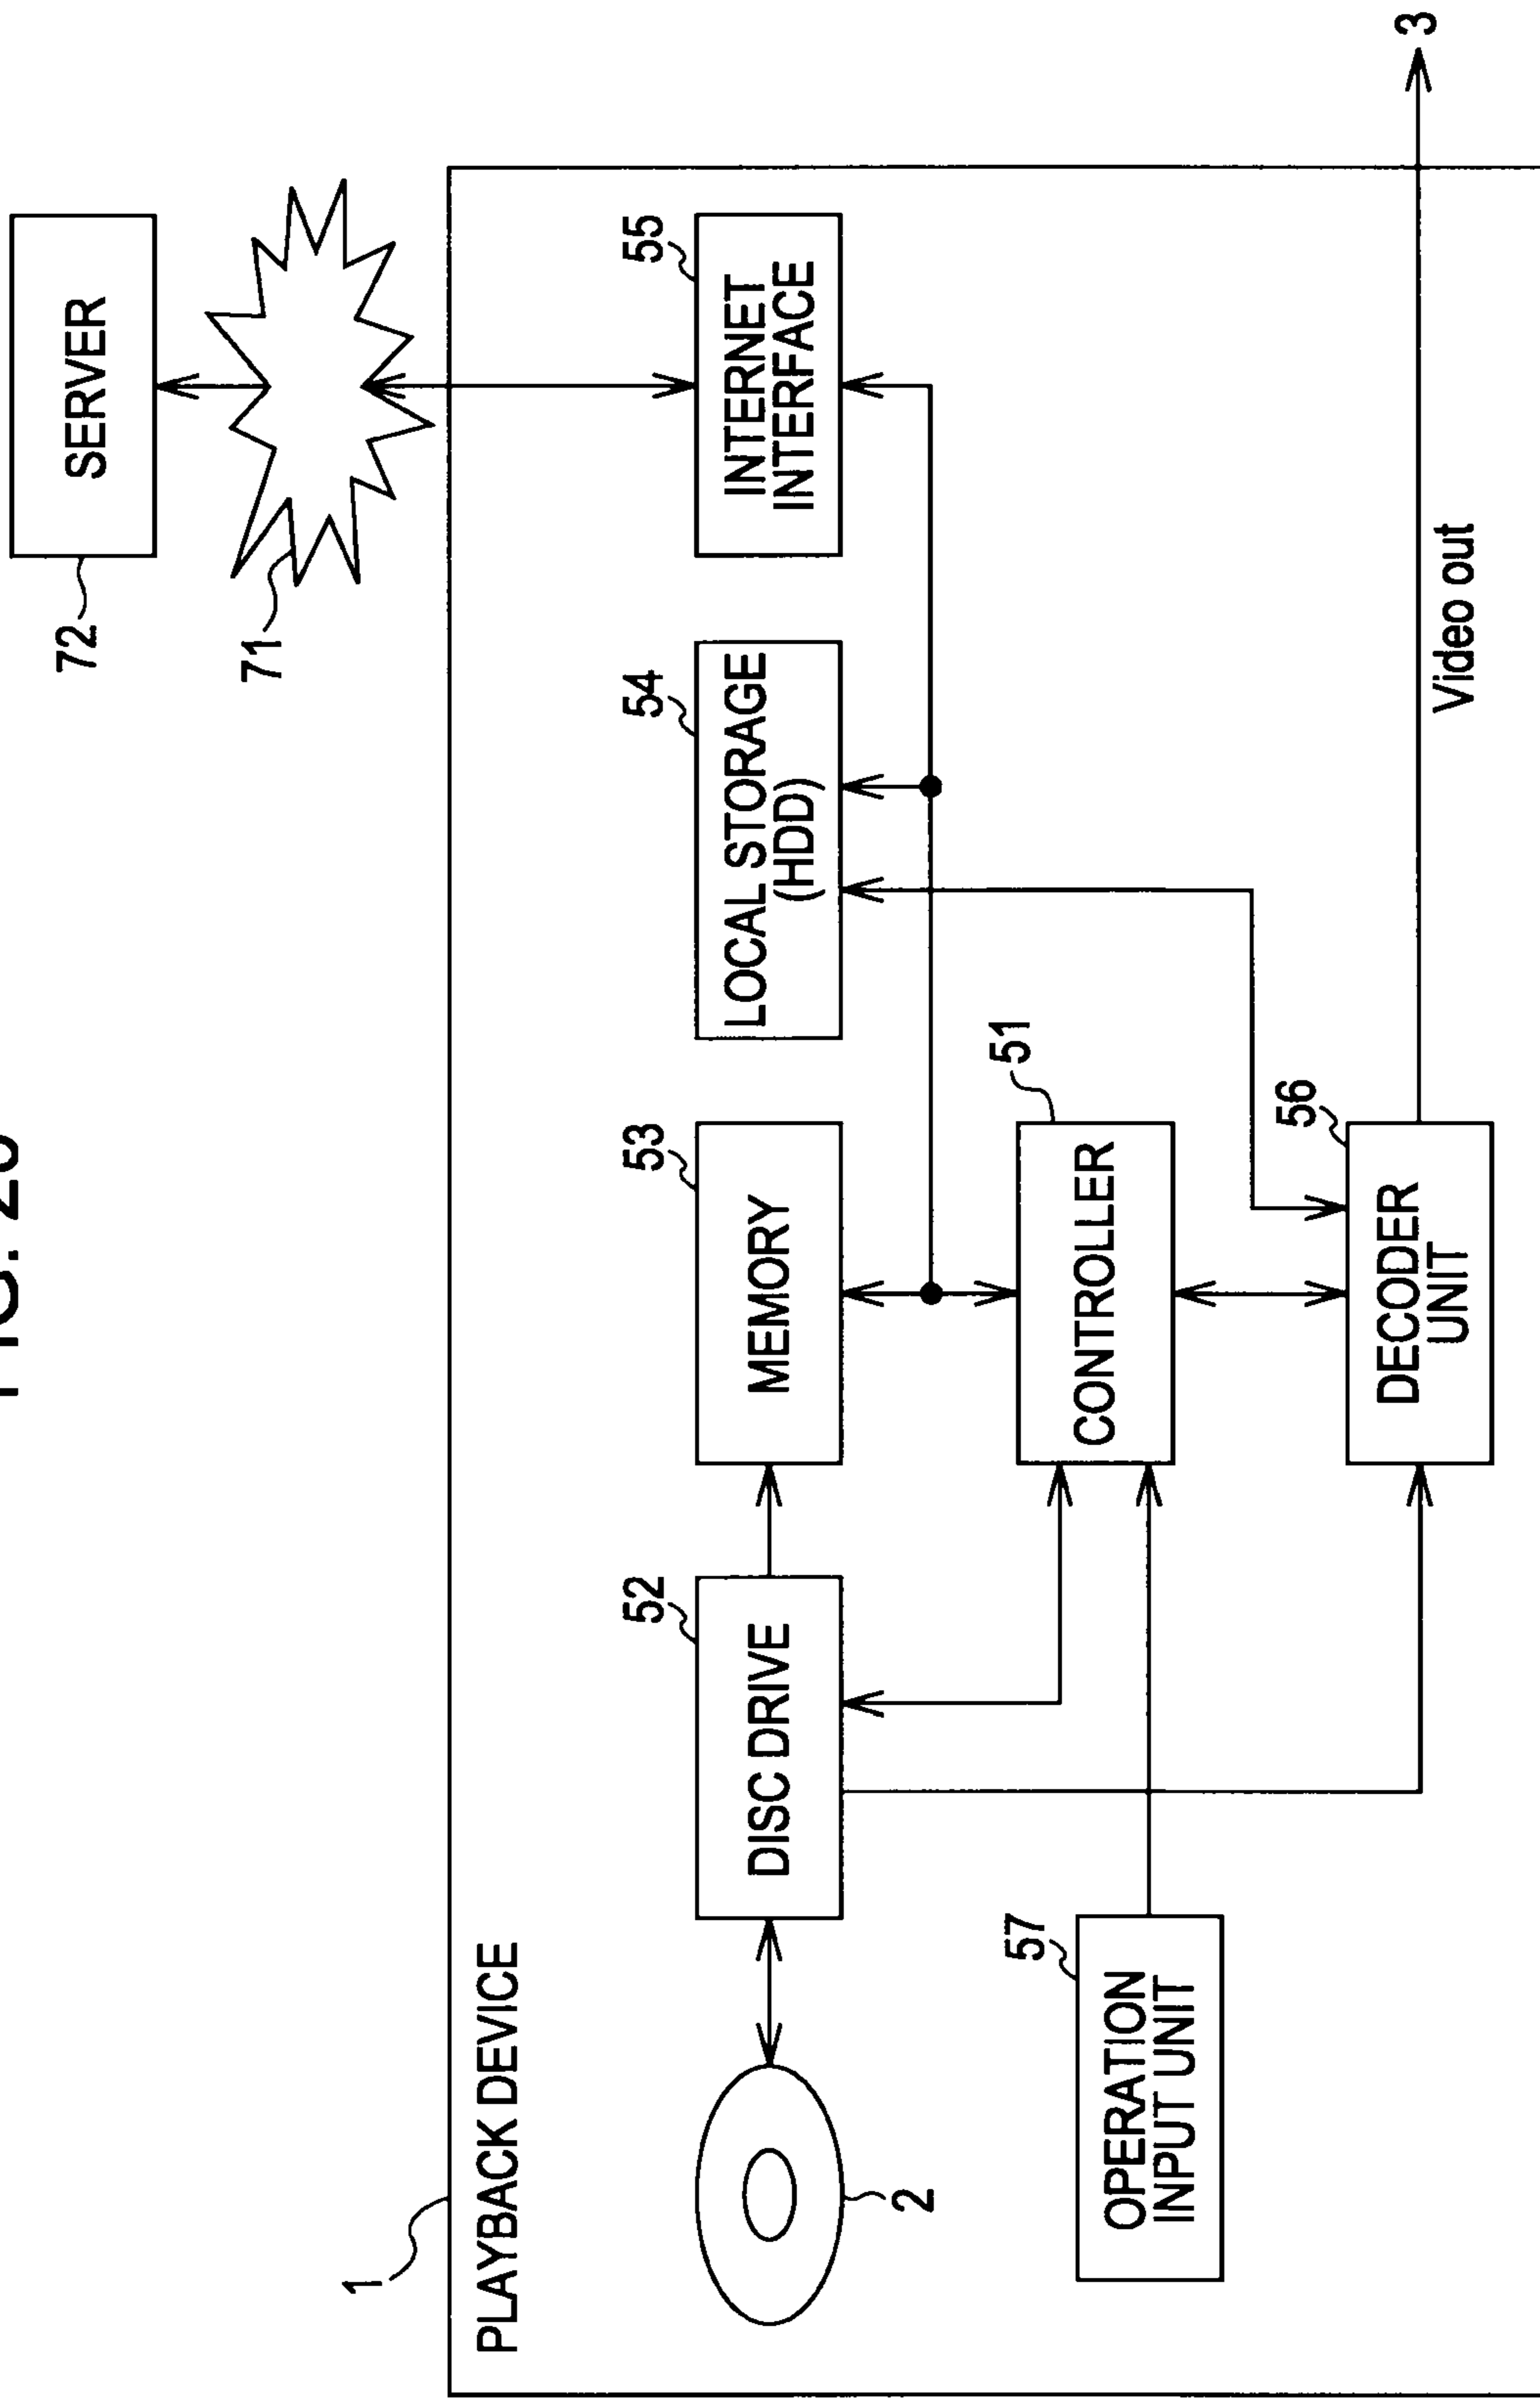 FIG.
SERVER
72
71
1
PLAYBACK DEVICE
52
53
54
55
DISC DRIVE
MEMORY
LOCAL STORAGE
(HDD)
INTERNET
INTERFACE
2
57
51
OPERATION
INPUT UNIT
CONTROLLER
56
DECODER
UNIT
3
Video out